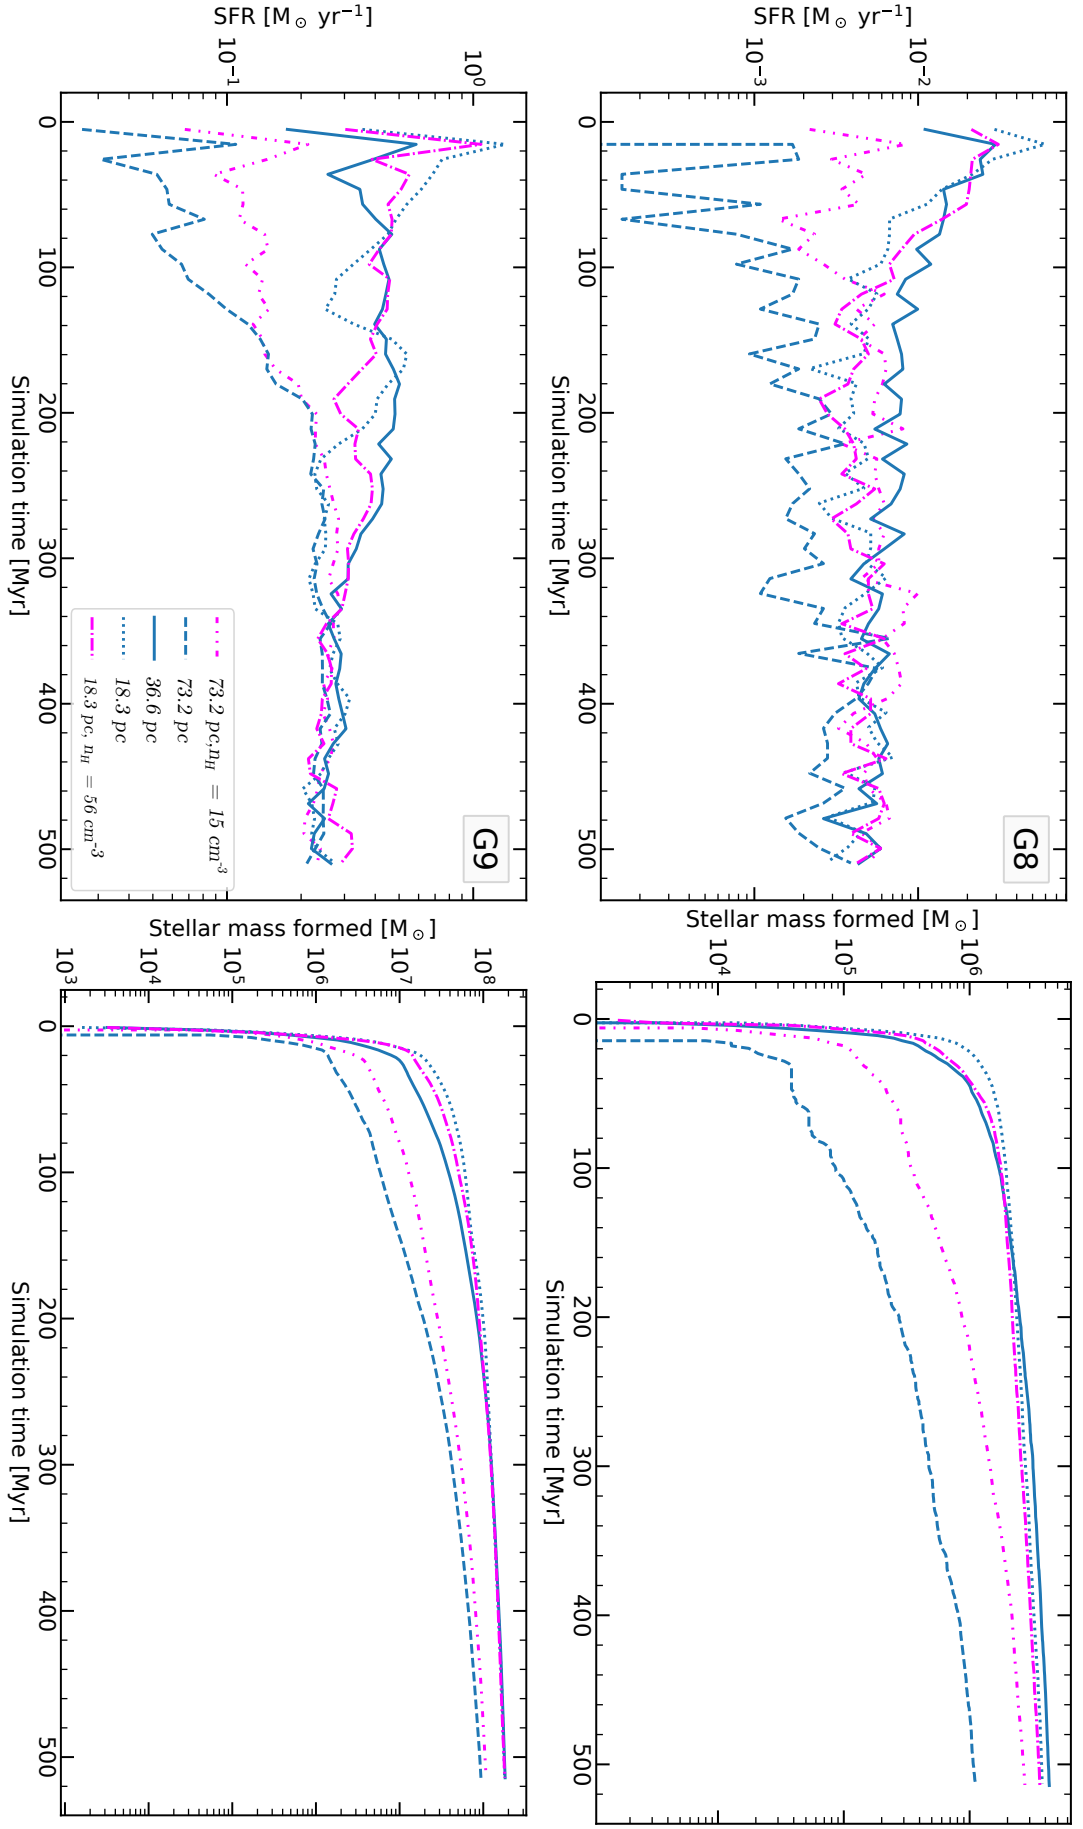 SFR [M⊙ yr⁻¹]
10⁻²
10⁻³
0
100
200
300
400
500
Simulation time [Myr]
G8
Stellar mass formed [M⊙]
10⁶
10⁵
10⁴
0
100
200
300
400
500
Simulation time [Myr]
SFR [M⊙ yr⁻¹]
10⁰
10⁻¹
0
100
200
300
400
500
Simulation time [Myr]
G9
73.2 pc,n_H = 15 cm⁻³
73.2 pc
36.6 pc
18.3 pc
18.3 pc, n_H = 56 cm⁻³
Stellar mass formed [M⊙]
10⁸
10⁷
10⁶
10⁵
10⁴
10³
0
100
200
300
400
500
Simulation time [Myr]